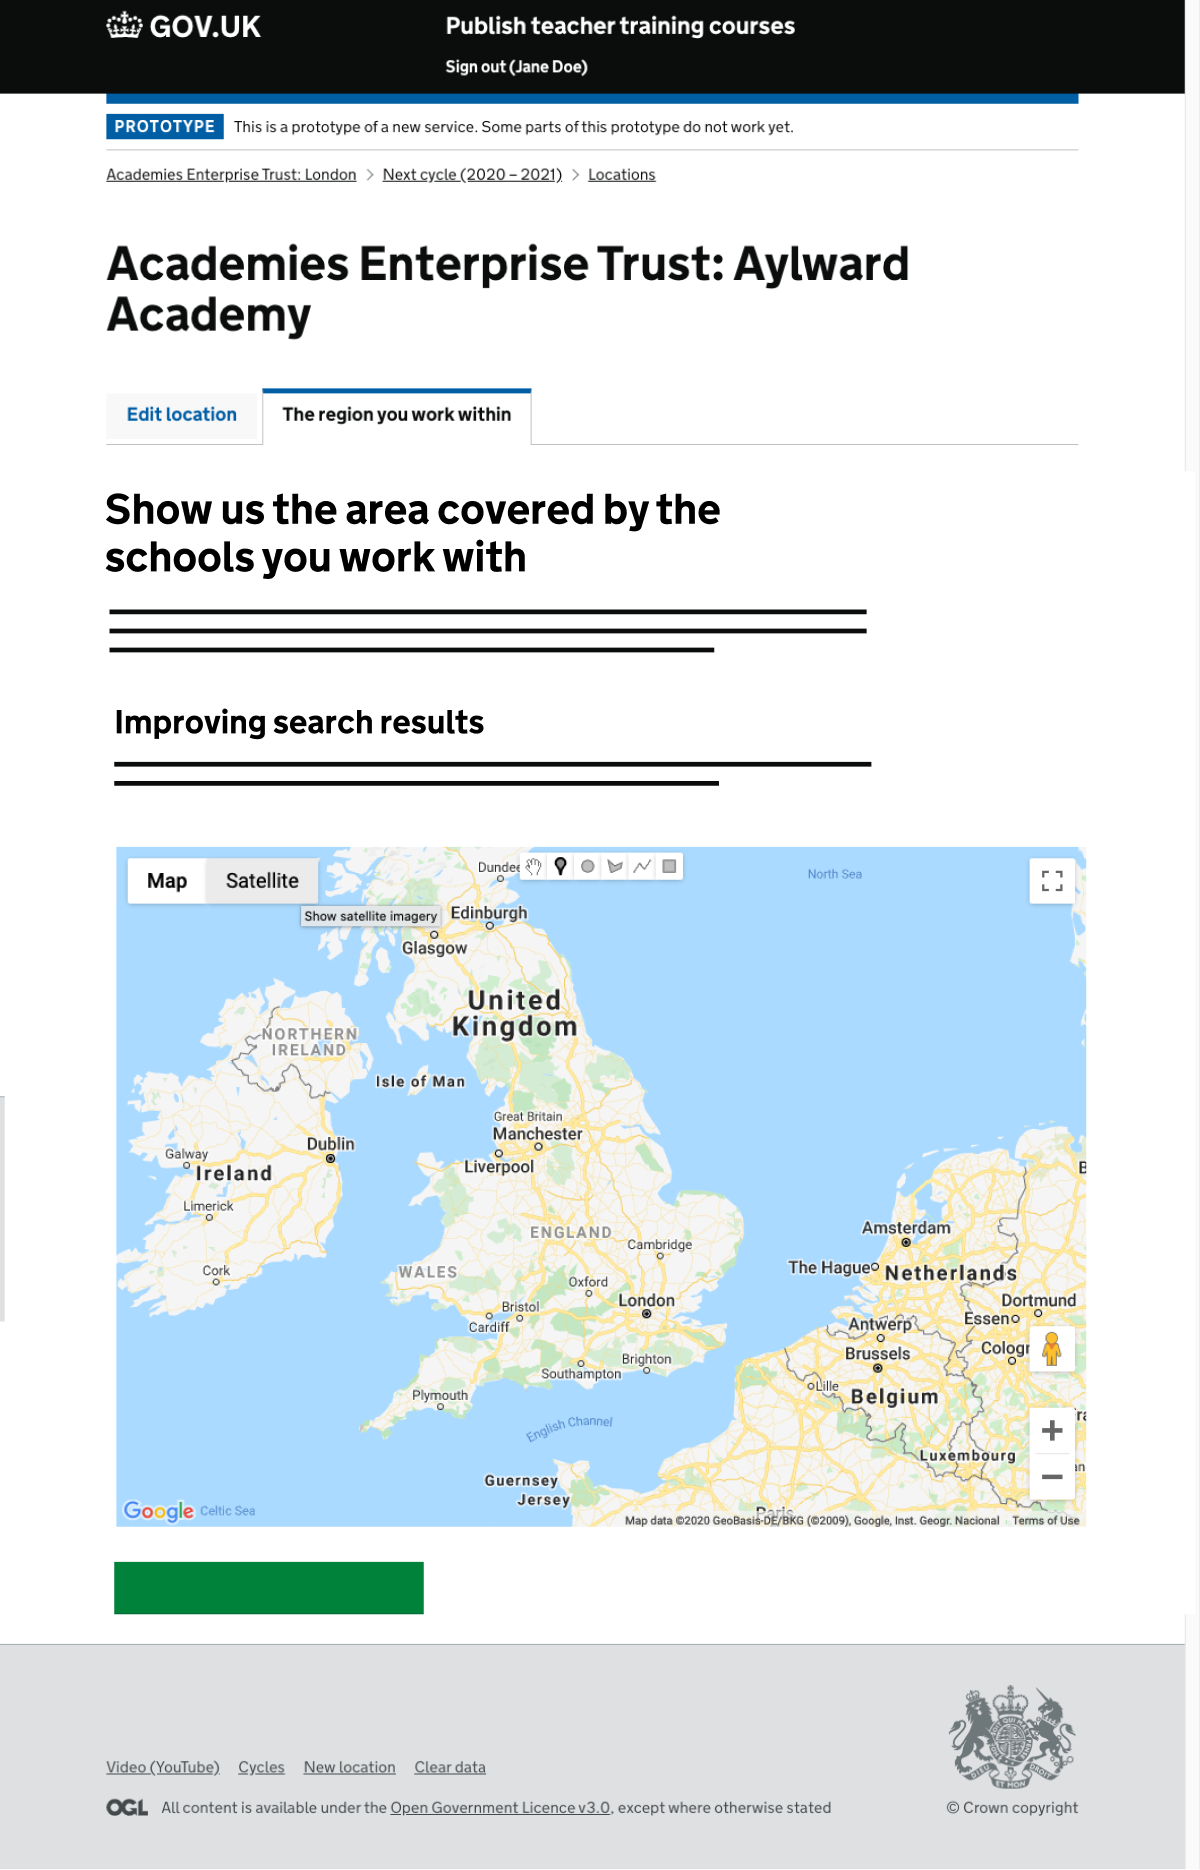 GOV.UK
Publish teacher training courses
Sign out (Jane Doe)
PROTOTYPE This is a prototype of a new service. Some parts of this prototype do not work yet.
Academies Enterprise Trust: London > Next cycle (2020 – 2021) > Locations
Academies Enterprise Trust: Aylward
Academy
Edit location The region you work within
Show us the area covered by the
schools you work with
Improving search results
Map Satellite
Show satellite imagery
Dundee
North Sea
Edinburgh
Glasgow
United
Kingdom
NORTHERN
IRELAND
Isle of Man
Great Britain
Manchester
Dublin
Liverpool
Galway
Ireland
Limerick
Amsterdam
ENGLAND
Cambridge
Cork
WALES
The Hague
Netherlands
Oxford
London
Dortmund
Bristol
Cardiff
Essen
Antwerp
Brussels
Brighton
Southampton
Lille
Plymouth
Belgium
English Channel
Luxembourg
Guernsey
Jersey
Google Celtic Sea
Paris
Map data ©2020 GeoBasis-DE/BKG (©2009), Google, Inst. Geogr. Nacional Terms of Use
Video (YouTube) Cycles New location Clear data
OGL All content is available under the Open Government Licence v3.0, except where otherwise stated
© Crown copyright